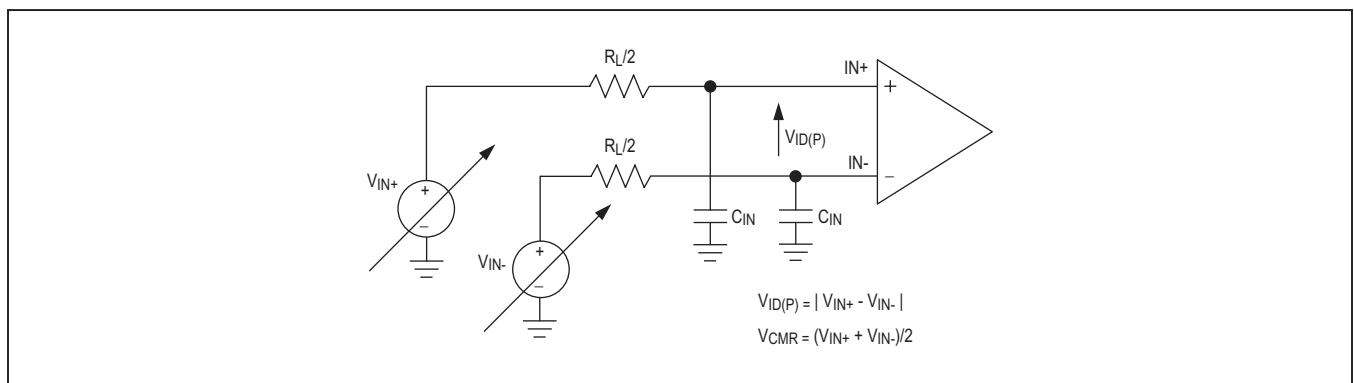 RL/2
IN+
+
VID(P)
RL/2
IN-
−
VIN+
+
−
CIN
CIN
VIN-
+
−
VID(P) = | VIN+ - VIN- |
VCMR = (VIN+ + VIN-)/2